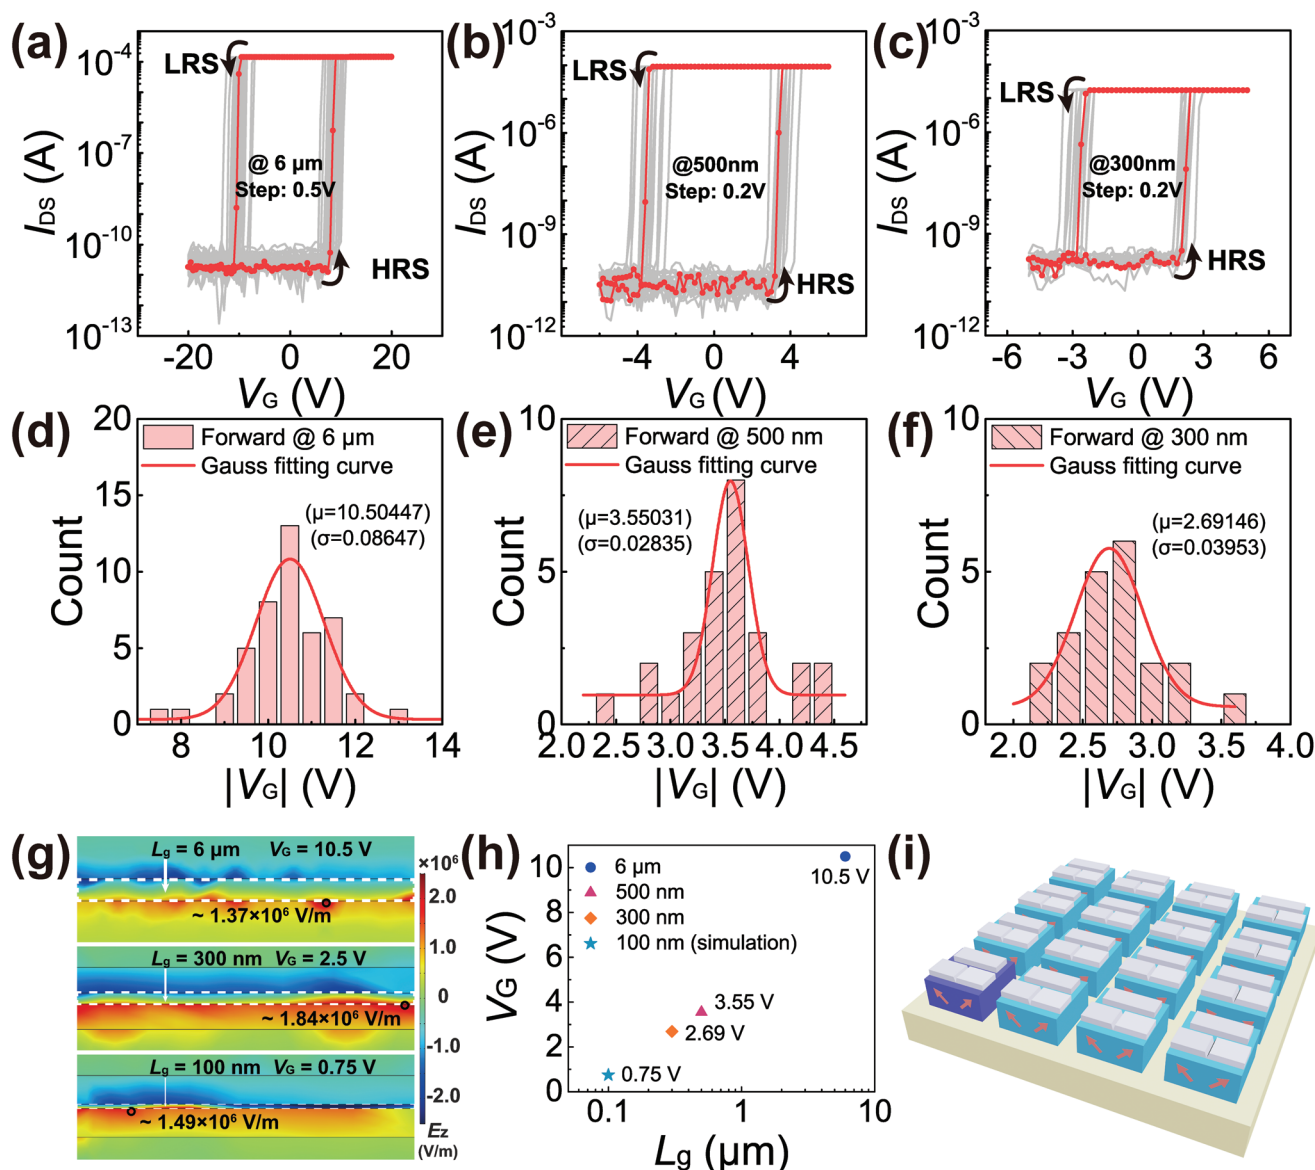 (a)
10⁻⁴
10⁻⁷
10⁻¹⁰
10⁻¹³
I_DS (A)
LRS
@ 6 μm
Step: 0.5V
HRS
-20 0 20
V_G (V)
(b)
10⁻³
10⁻⁶
10⁻⁹
10⁻¹²
I_DS (A)
LRS
@500nm
Step: 0.2V
HRS
-4 0 4
V_G (V)
(c)
10⁻³
10⁻⁶
10⁻⁹
10⁻¹²
I_DS (A)
LRS
@300nm
Step: 0.2V
HRS
-6 -3 0 3 6
V_G (V)
(d)
20
15
10
5
0
Count
Forward @ 6 μm
Gauss fitting curve
(μ=10.50447)
(σ=0.08647)
8 10 12 14
|V_G| (V)
(e)
10
5
0
Count
Forward @ 500 nm
Gauss fitting curve
(μ=3.55031)
(σ=0.02835)
2.0 2.5 3.0 3.5 4.0 4.5
|V_G| (V)
(f)
10
5
0
Count
Forward @ 300 nm
Gauss fitting curve
(μ=2.69146)
(σ=0.03953)
2.0 2.5 3.0 3.5 4.0
|V_G| (V)
(g)
L_g = 6 μm V_G = 10.5 V
~ 1.37×10⁶ V/m
L_g = 300 nm V_G = 2.5 V
~ 1.84×10⁶ V/m
L_g = 100 nm V_G = 0.75 V
~ 1.49×10⁶ V/m
×10⁶
2.0
1.0
0
-1.0
-2.0
Ez
(V/m)
(h)
10
8
6
4
2
0
V_G (V)
6 μm
500 nm
300 nm
100 nm (simulation)
10.5 V
3.55 V
2.69 V
0.75 V
0.1 1 10
L_g (μm)
(i)